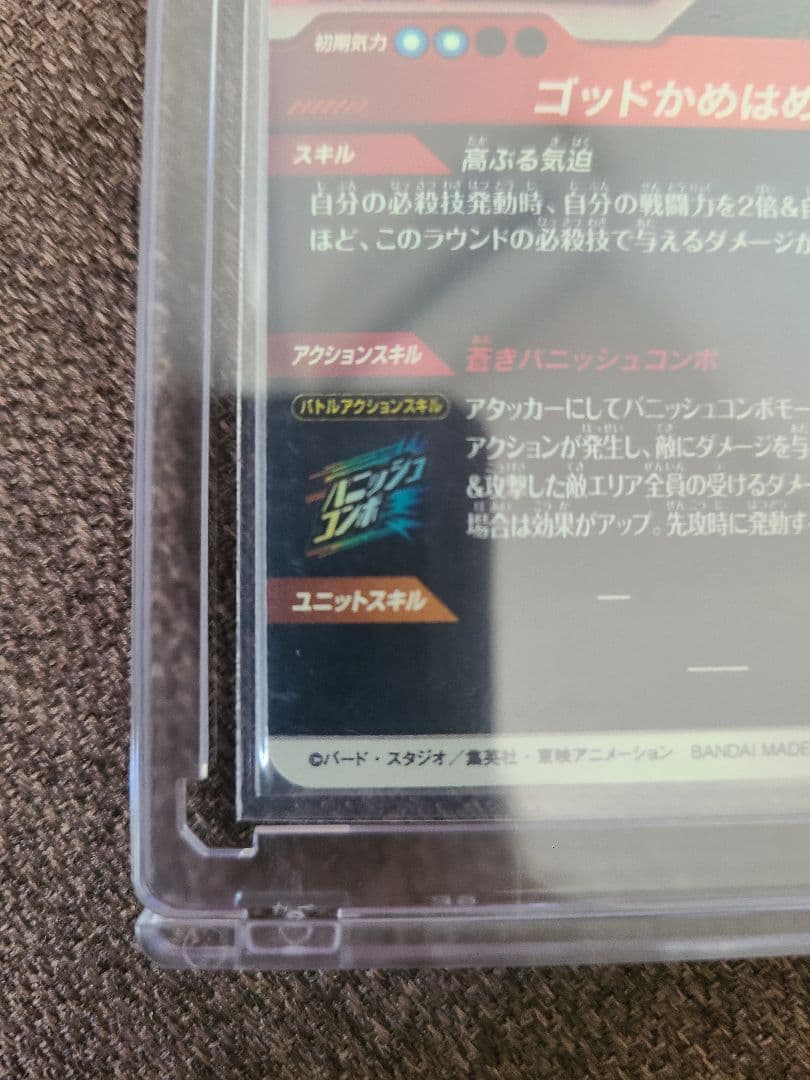 初期気力
ゴッドかめはめ
スキル
高ぶる気迫
自分の必殺技発動時、自分の戦闘力を2倍&自
ほど、このラウンドの必殺技で与えるダメージが
アクションスキル
蒼きバニッシュコンボ
バトルアクションスキル
アタッカーにしてバニッシュコンボモー
アクションが発生し、敵にダメージを与
&攻撃した敵エリア全員の受けるダメー
場合は効果がアップ。先攻時に発動す
バニッシュ
コンボ
ユニットスキル
©バード・スタジオ／集英社・東映アニメーション BANDAI MADE